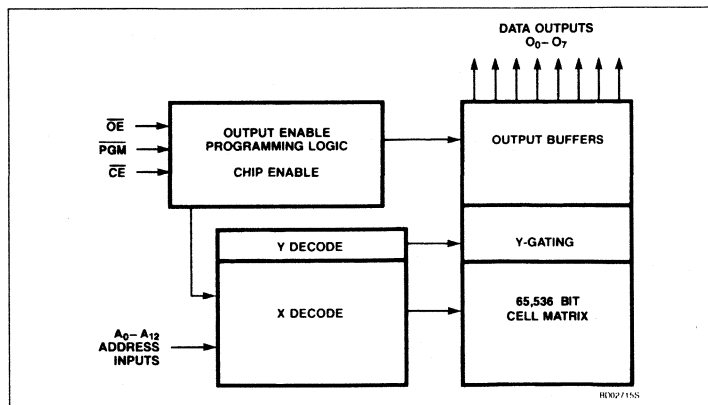 DATA OUTPUTS
O₀– O₇
OE
PGM
CE
OUTPUT ENABLE
PROGRAMMING LOGIC
CHIP ENABLE
OUTPUT BUFFERS
Y DECODE
Y-GATING
X DECODE
65,536 BIT
CELL MATRIX
A₀– A₁₂
ADDRESS
INPUTS
BD02715S